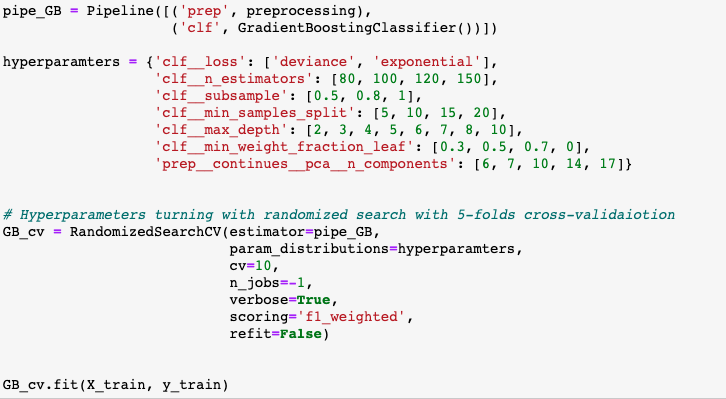 pipe_GB = Pipeline([('prep', preprocessing),
('clf', GradientBoostingClassifier())])
hyperparamters = {'clf__loss': ['deviance', 'exponential'],
'clf__n_estimators': [80, 100, 120, 150],
'clf__subsample': [0.5, 0.8, 1],
'clf__min_samples_split': [5, 10, 15, 20],
'clf__max_depth': [2, 3, 4, 5, 6, 7, 8, 10],
'clf__min_weight_fraction_leaf': [0.3, 0.5, 0.7, 0],
'prep__continues__pca__n_components': [6, 7, 10, 14, 17]}
# Hyperparameters turning with randomized search with 5-folds cross-validaiotion
GB_cv = RandomizedSearchCV(estimator=pipe_GB,
param_distributions=hyperparamters,
cv=10,
n_jobs=-1,
verbose=True,
scoring='f1_weighted',
refit=False)
GB_cv.fit(X_train, y_train)